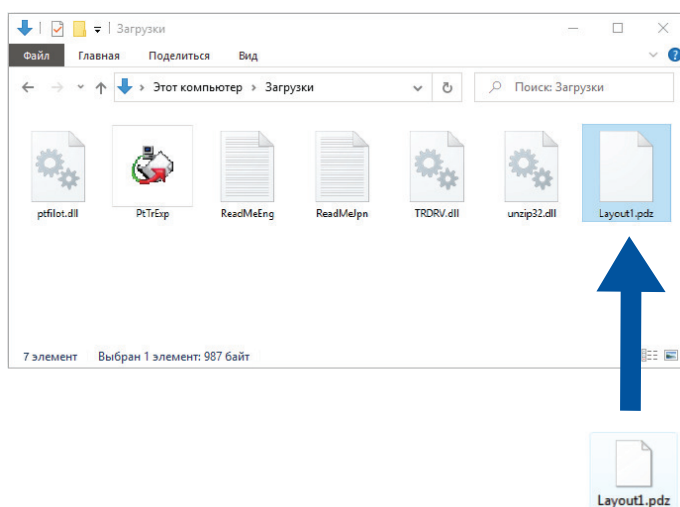 Загрузки
Файл Главная Поделиться Вид
Этот компьютер › Загрузки Поиск: Загрузки
ptfilot.dll PtTrExp ReadMeEng ReadMeJpn TRDRV.dll unzip32.dll Layout1.pdz
7 элемент Выбран 1 элемент: 987 байт
Layout1.pdz